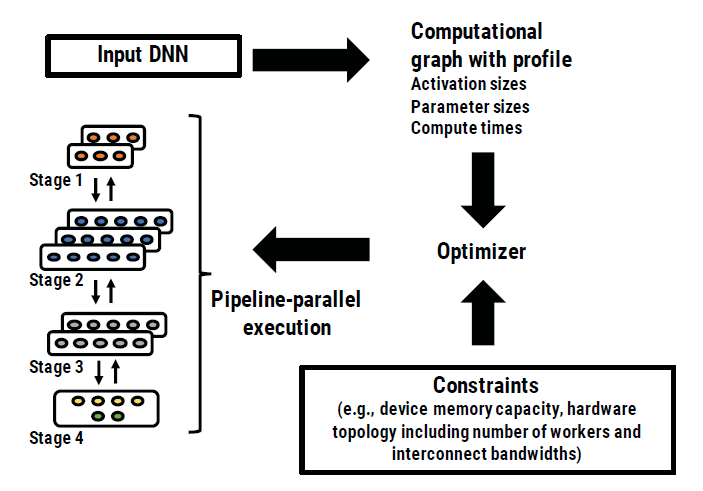 Input DNN
Computational
graph with profile
Activation sizes
Parameter sizes
Compute times
Optimizer
Constraints
(e.g., device memory capacity, hardware
topology including number of workers and
interconnect bandwidths)
Pipeline-parallel
execution
Stage 1
Stage 2
Stage 3
Stage 4